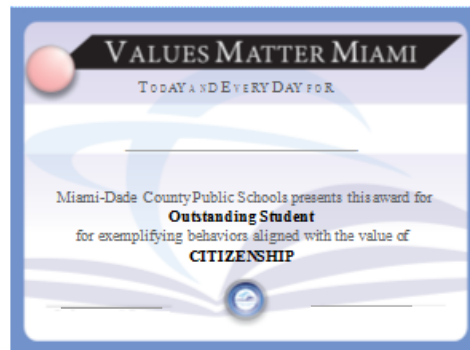 VALUES MATTER MIAMI
TODAY AND EVERY DAY FOR
Miami-Dade County Public Schools presents this award for
Outstanding Student
for exemplifying behaviors aligned with the value of
CITIZENSHIP